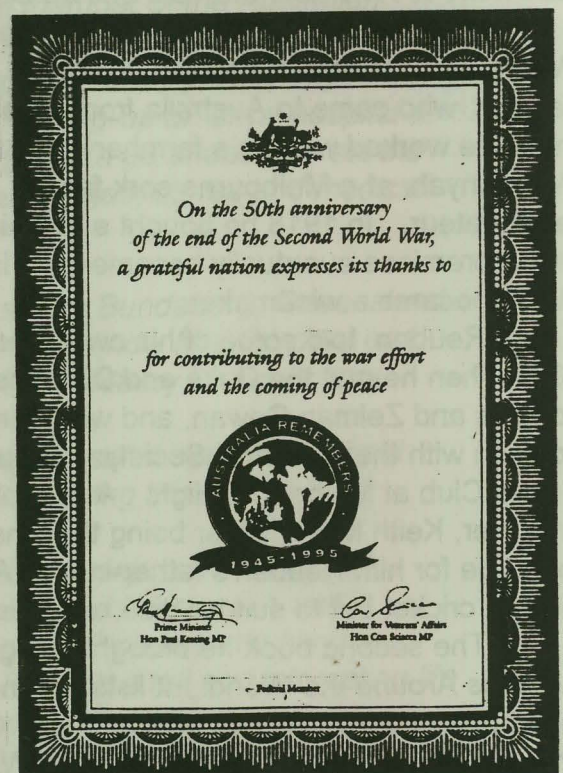 On the 50th anniversary
of the end of the Second World War,
a grateful nation expresses its thanks to
for contributing to the war effort
and the coming of peace
AUSTRALIA REMEMBERS
1945-1995
Prime Minister
Hon Paul Keating MP
Minister for Veterans' Affairs
Hon Con Sciacca MP
Federal Member